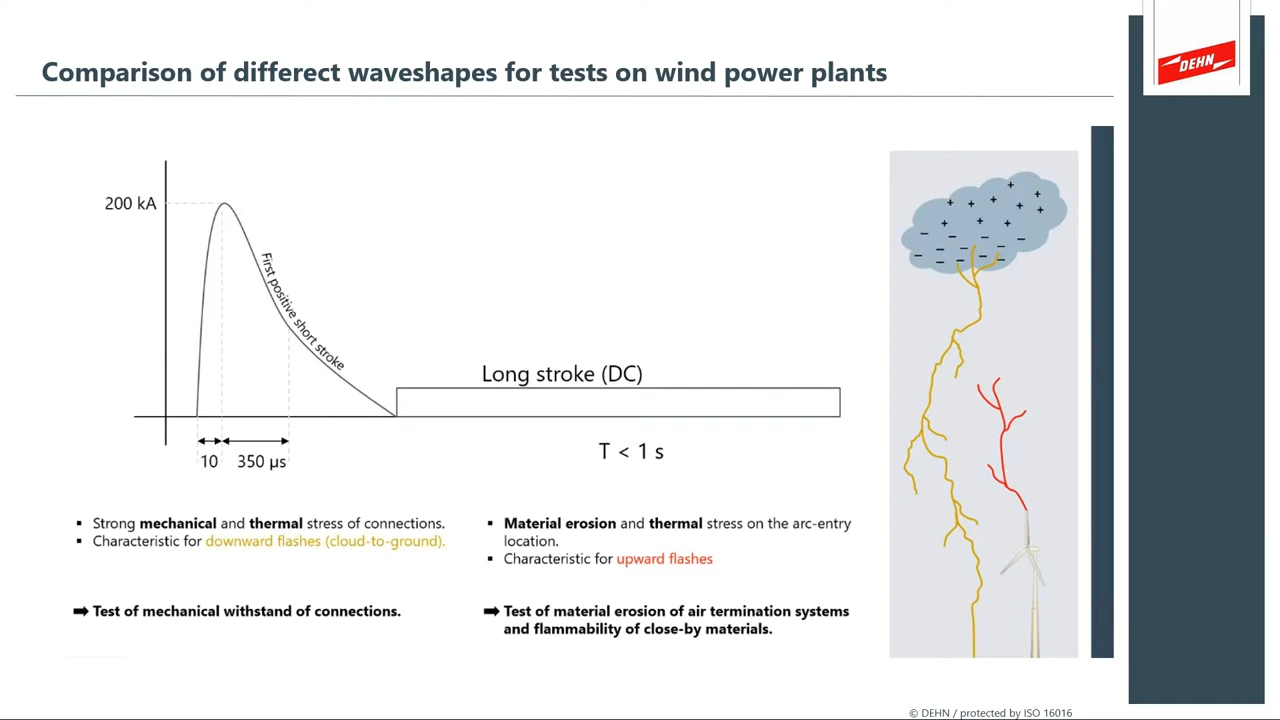 Comparison of differect waveshapes for tests on wind power plants
DEHN
200 kA
First positive short stroke
Long stroke (DC)
T < 1 s
10
350 µs
▪ Strong mechanical and thermal stress of connections.
▪ Characteristic for downward flashes (cloud-to-ground).
➡ Test of mechanical withstand of connections.
▪ Material erosion and thermal stress on the arc-entry
location.
▪ Characteristic for upward flashes
➡ Test of material erosion of air termination systems
and flammability of close-by materials.
© DEHN / protected by ISO 16016